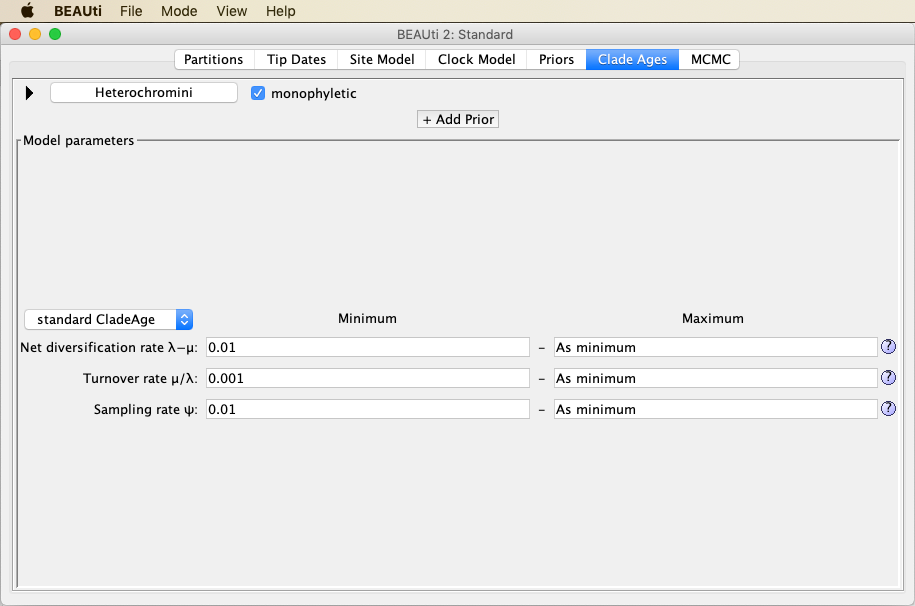 BEAUti File Mode View Help
BEAUti 2: Standard
Partitions Tip Dates Site Model Clock Model Priors Clade Ages MCMC
Heterochromini monophyletic
+ Add Prior
Model parameters
standard CladeAge Minimum Maximum
Net diversification rate λ−μ: 0.01 – As minimum ?
Turnover rate μ/λ: 0.001 – As minimum ?
Sampling rate ψ: 0.01 – As minimum ?